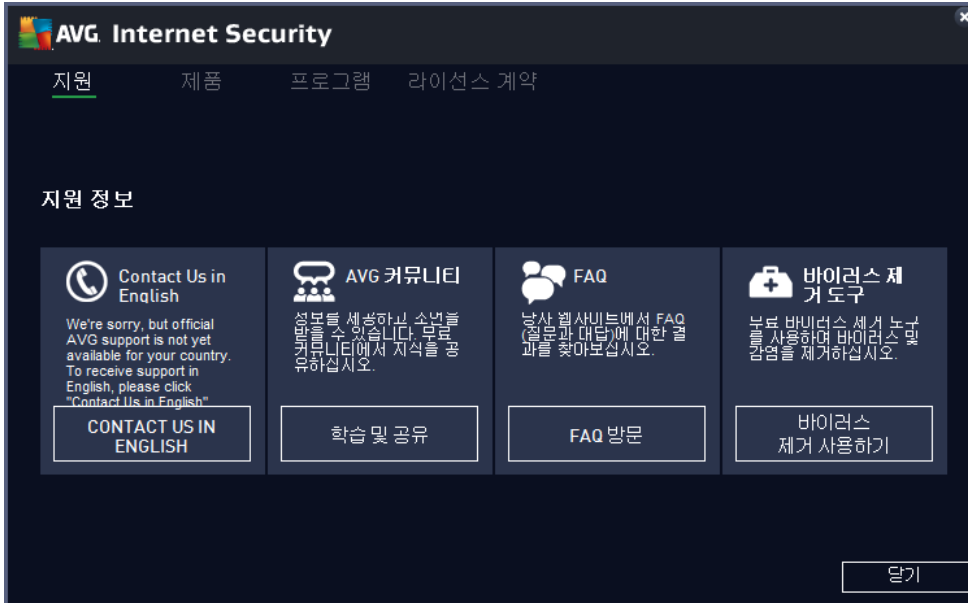 AVG. Internet Security
지원 제품 프로그램 라이선스 계약
지원 정보
Contact Us in
English
We're sorry, but official
AVG support is not yet
available for your country.
To receive support in
English, please click
"Contact Us in English"
CONTACT US IN
ENGLISH
AVG 커뮤니티
정보를 제공하고 조언을
받을 수 있습니다. 무료
커뮤니티에서 지식을 공
유하십시오.
학습 및 공유
FAQ
당사 웹사이트에서 FAQ
(질문과 대답)에 대한 결
과를 찾아보십시오.
FAQ 방문
바이러스 제
거 도구
무료 바이러스 제거 도구
를 사용하여 바이러스 및
감염을 제거하십시오.
바이러스
제거 사용하기
닫기